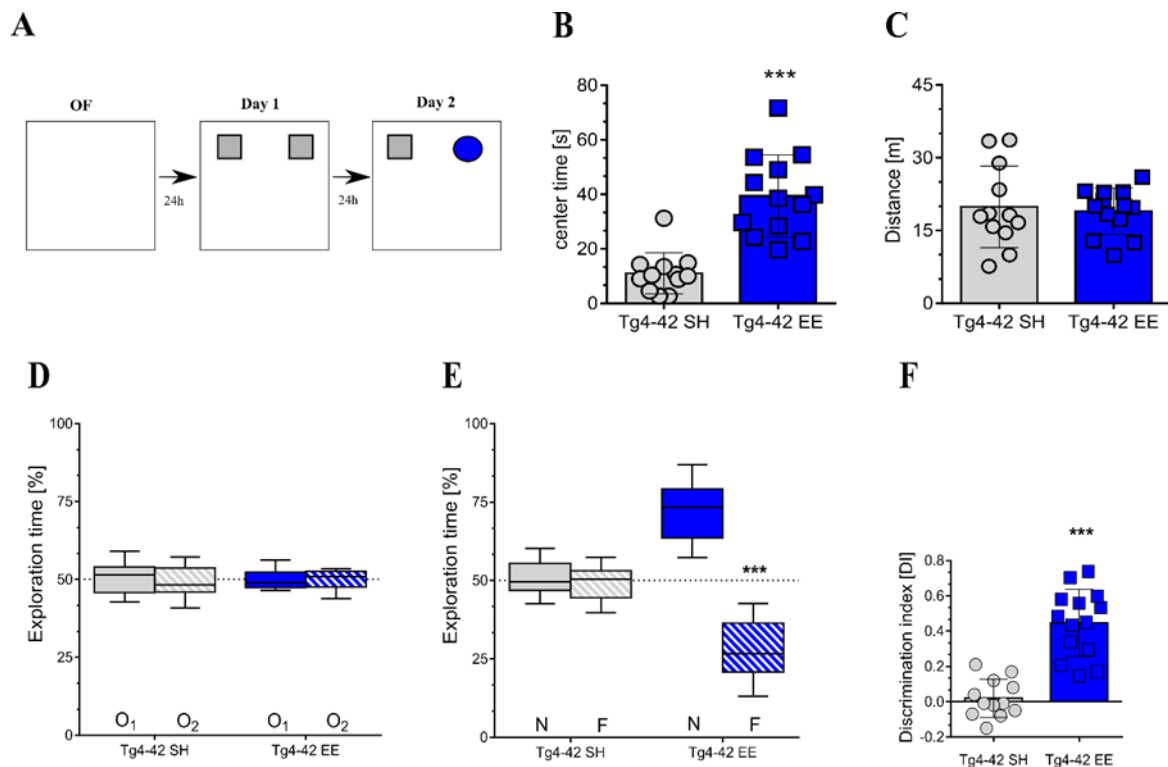 A
OF
Day 1
Day 2
24h
24h
B
***
center time [s]
80
60
40
20
0
Tg4-42 SH
Tg4-42 EE
C
Distance [m]
45
30
15
0
Tg4-42 SH
Tg4-42 EE
D
Exploration time [%]
100
75
50
25
0
O₁
O₂
O₁
O₂
Tg4-42 SH
Tg4-42 EE
E
Exploration time [%]
100
75
50
25
0
***
N
F
N
F
Tg4-42 SH
Tg4-42 EE
F
***
Discrimination index [DI]
0.8
0.6
0.4
0.2
0.0
-0.2
Tg4-42 SH
Tg4-42 EE